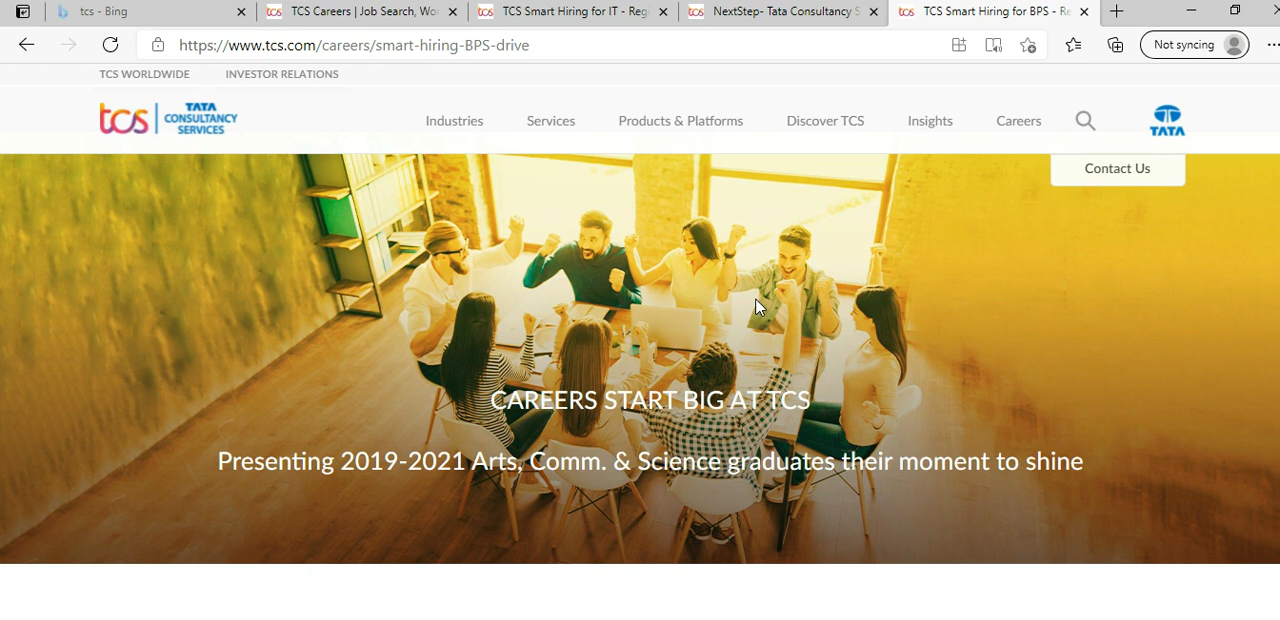 tcs - Bing
TCS Careers | Job Search, Wo
TCS Smart Hiring for IT - Regi
NextStep- Tata Consultancy S
TCS Smart Hiring for BPS - Re
https://www.tcs.com/careers/smart-hiring-BPS-drive
Not syncing
TCS WORLDWIDE INVESTOR RELATIONS
tcs TATA
CONSULTANCY
SERVICES
Industries Services Products & Platforms Discover TCS Insights Careers
TATA
Contact Us
CAREERS START BIG AT TCS
Presenting 2019-2021 Arts, Comm. & Science graduates their moment to shine